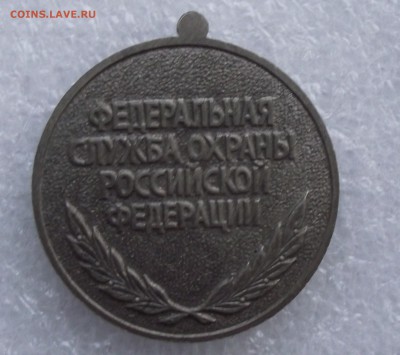 COINS.LAVE.RU
ФЕДЕРАЛЬНАЯ
СЛУЖБА ОХРАНЫ
РОССИЙСКОЙ
ФЕДЕРАЦИИ